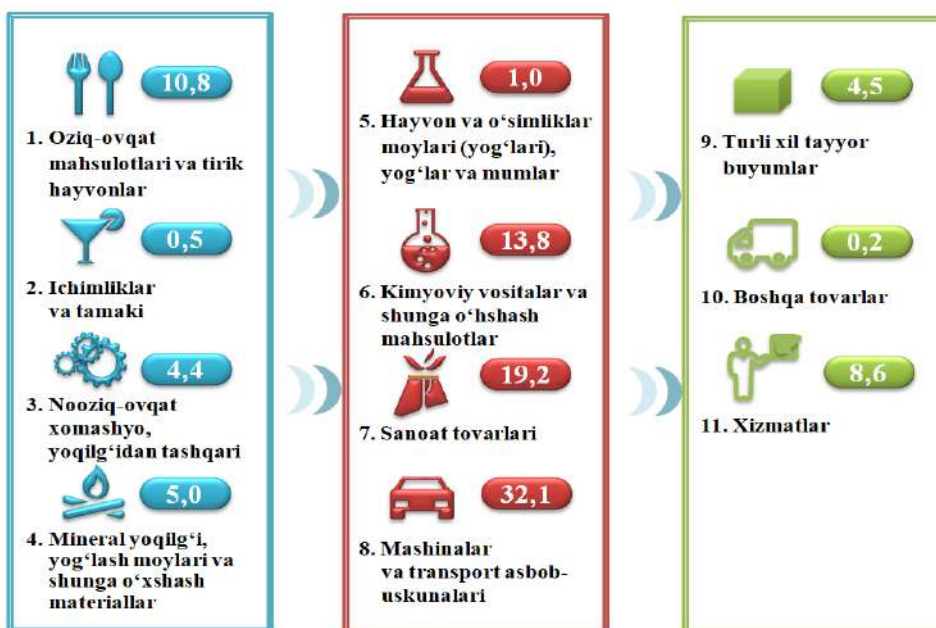 10,8
1. Oziq-ovqat
mahsulotlari va tirik
hayvonlar
0,5
2. Ichimliklar
va tamaki
4,4
3. Nooziq-ovqat
xomashyo,
yoqilg‘idan tashqari
5,0
4. Mineral yoqilg‘i,
yog‘lash moylari va
shunga o‘xshash
materiallar
1,0
5. Hayvon va o‘simliklar
moylari (yog‘lari),
yog‘lar va mumlar
13,8
6. Kimyoviy vositalar va
shunga o‘hshash
mahsulotlar
19,2
7. Sanoat tovarlari
32,1
8. Mashinalar
va transport asbob-
uskunalari
4,5
9. Turli xil tayyor
buyumlar
0,2
10. Boshqa tovarlar
8,6
11. Xizmatlar